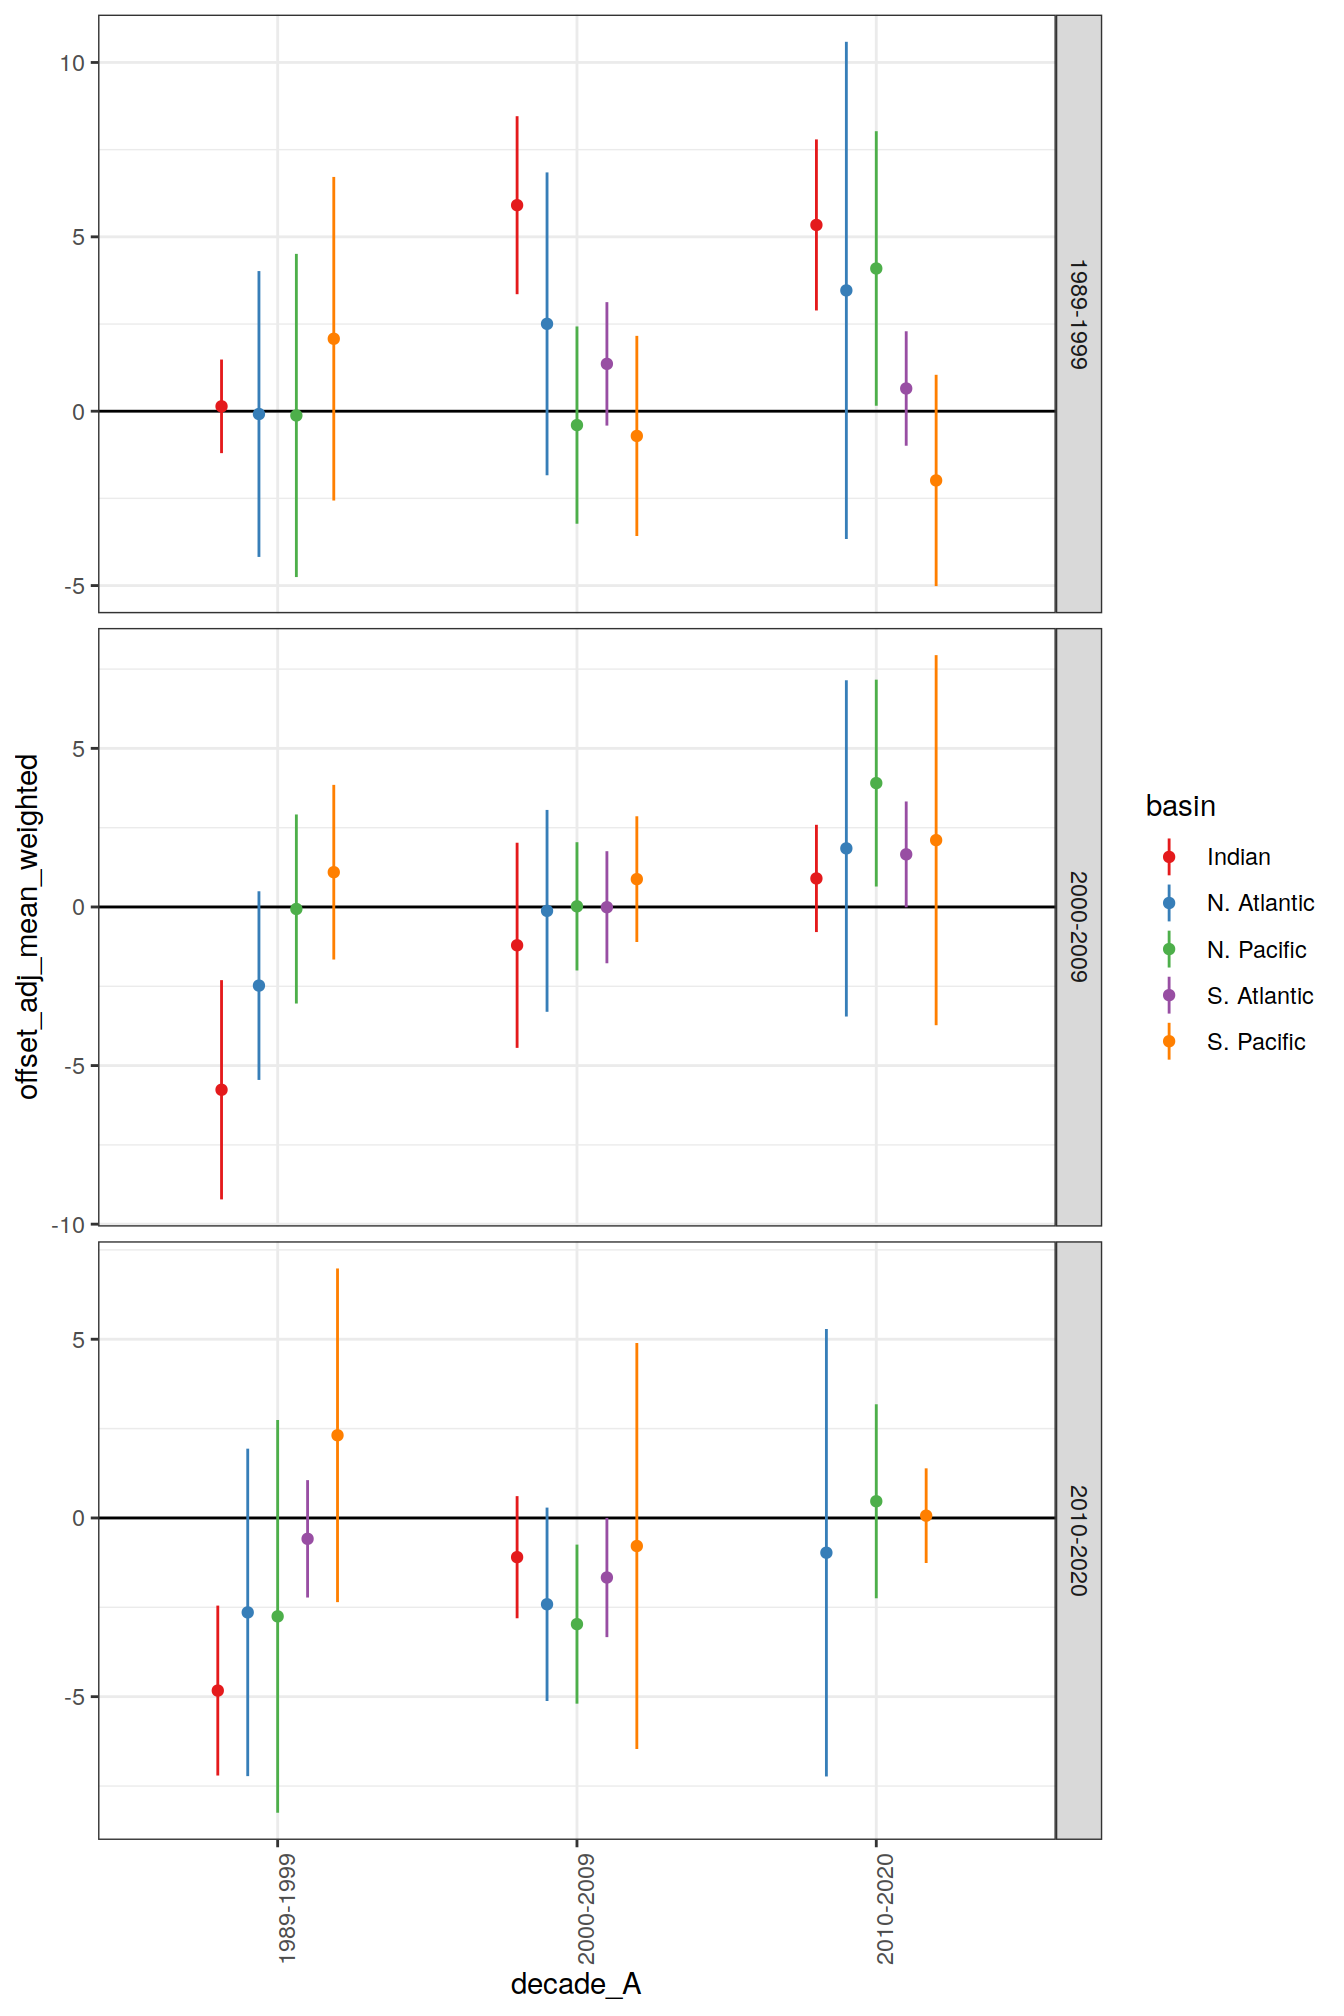 offset_adj_mean_weighted
10
5
0
-5
1989-1999
5
0
-5
-10
2000-2009
5
0
-5
2010-2020
1989-1999
2000-2009
2010-2020
decade_A
basin
Indian
N. Atlantic
N. Pacific
S. Atlantic
S. Pacific